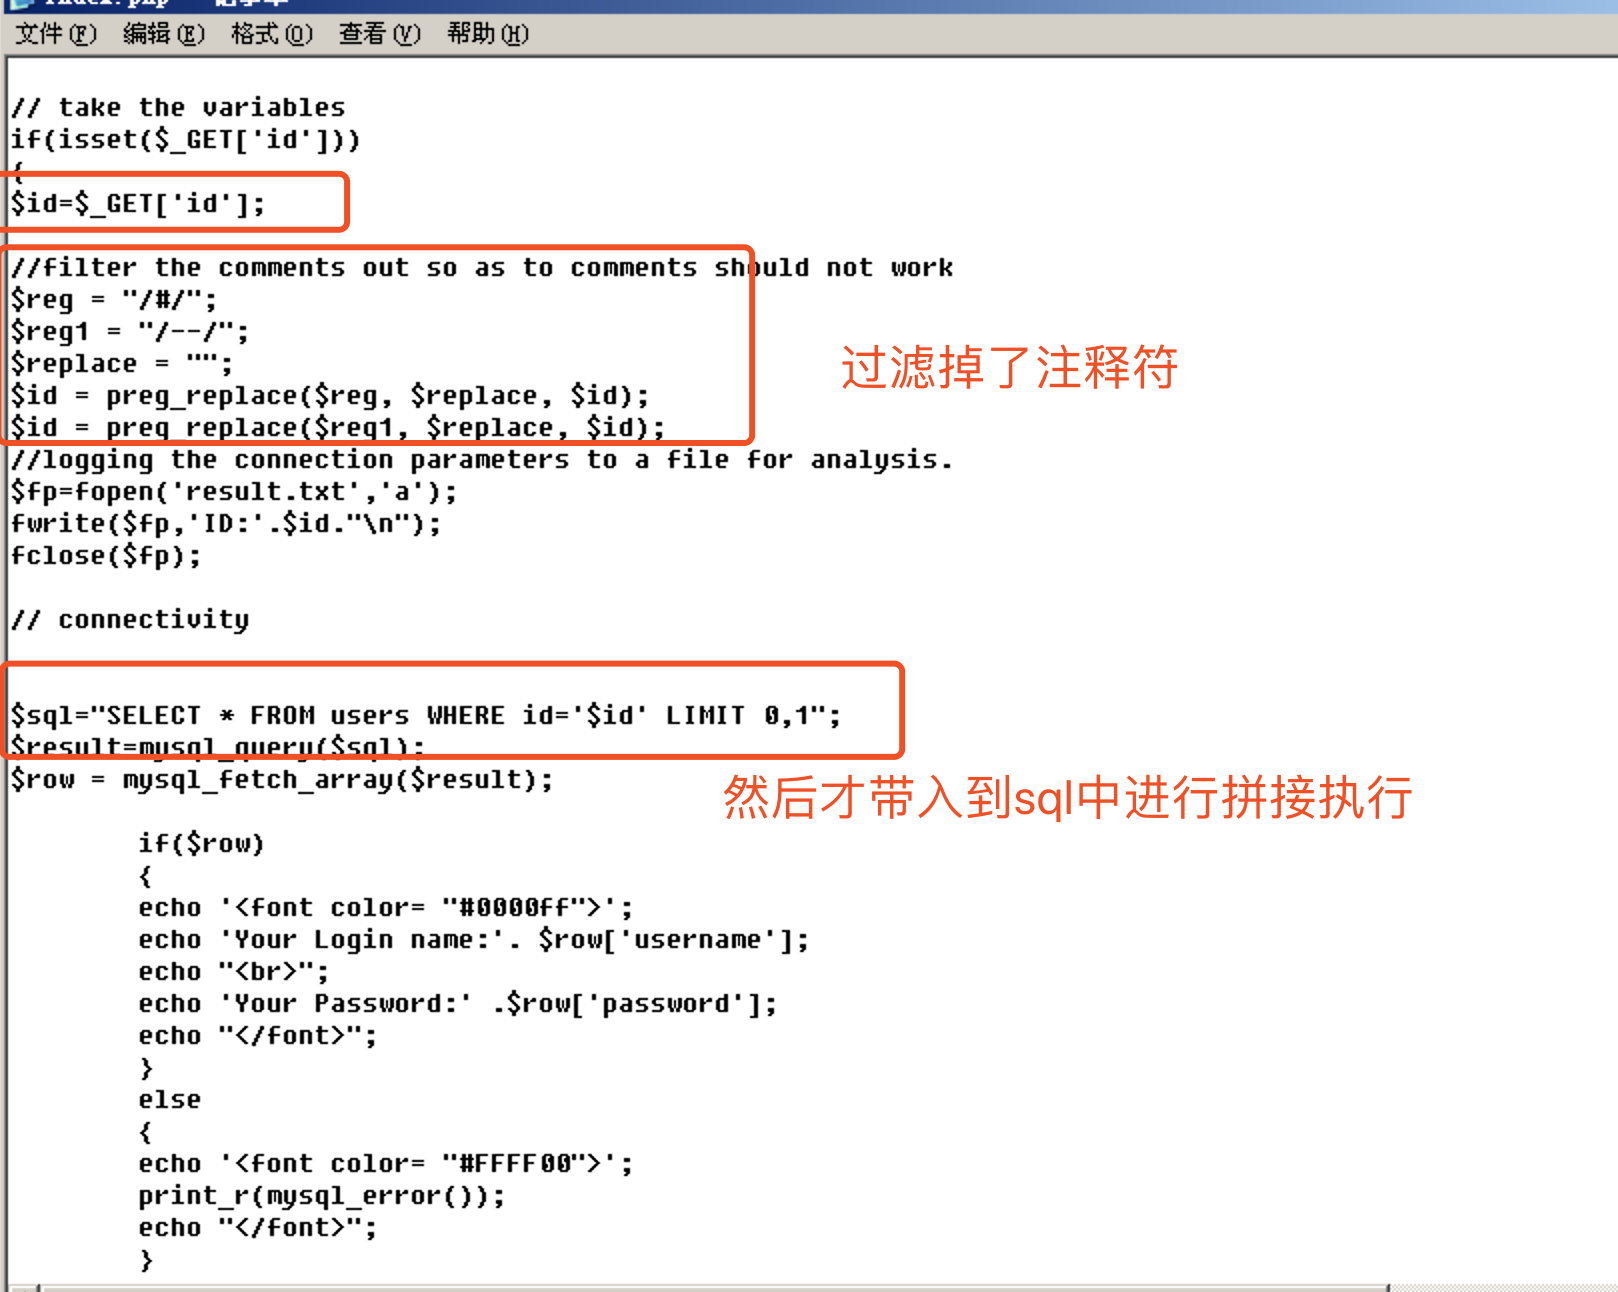 index.php - 记事本
文件(F) 编辑(E) 格式(O) 查看(V) 帮助(H)
// take the variables
if(isset($_GET['id']))
{
$id=$_GET['id'];
//filter the comments out so as to comments should not work
$reg = "/#/";
$reg1 = "/--/";
$replace = "";
$id = preg_replace($reg, $replace, $id);
$id = preg_replace($reg1, $replace, $id);
过滤掉了注释符
//logging the connection parameters to a file for analysis.
$fp=fopen('result.txt','a');
fwrite($fp,'ID:'.$id."\n");
fclose($fp);
// connectivity
$sql="SELECT * FROM users WHERE id='$id' LIMIT 0,1";
$result=mysql_query($sql);
$row = mysql_fetch_array($result);
然后才带入到sql中进行拼接执行
if($row)
{
echo '<font color= "#0000ff">';
echo 'Your Login name:'. $row['username'];
echo "<br>";
echo 'Your Password:' .$row['password'];
echo "</font>";
}
else
{
echo '<font color= "#FFFF00">';
print_r(mysql_error());
echo "</font>";
}